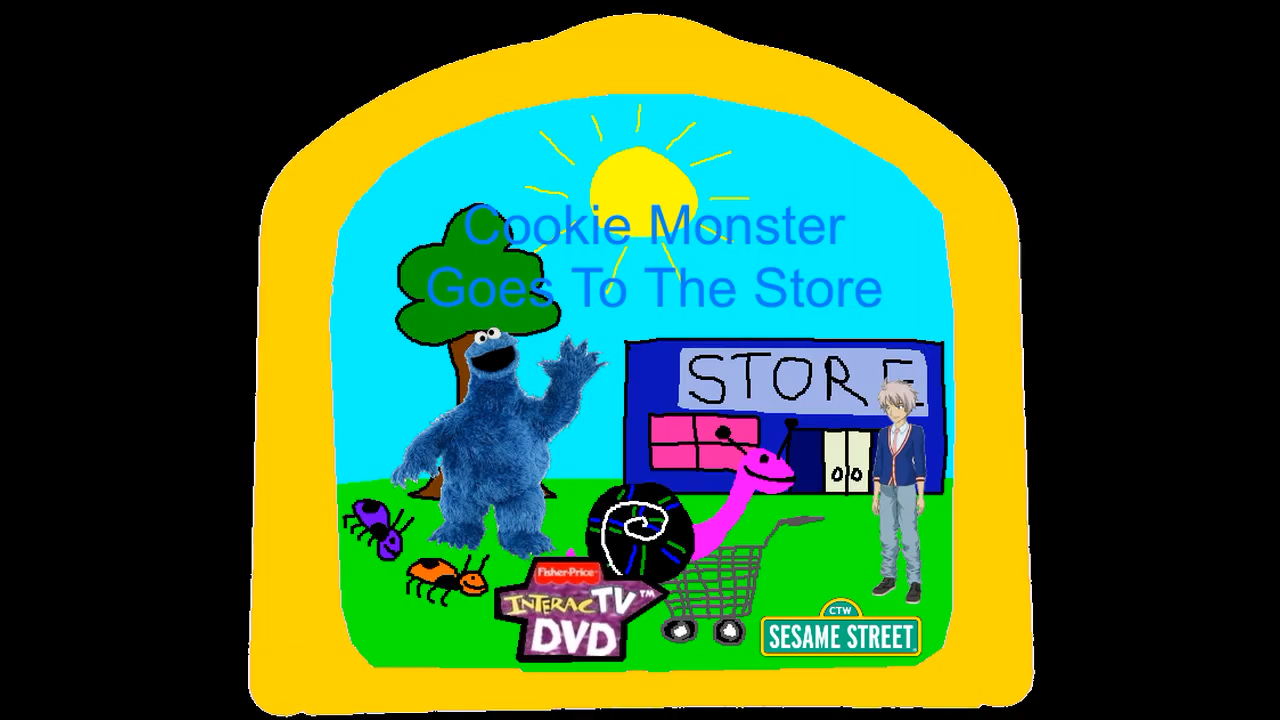 Cookie Monster
Goes To The Store
STORE
Fisher-Price
INTERACTV™
DVD
CTW
SESAME STREET